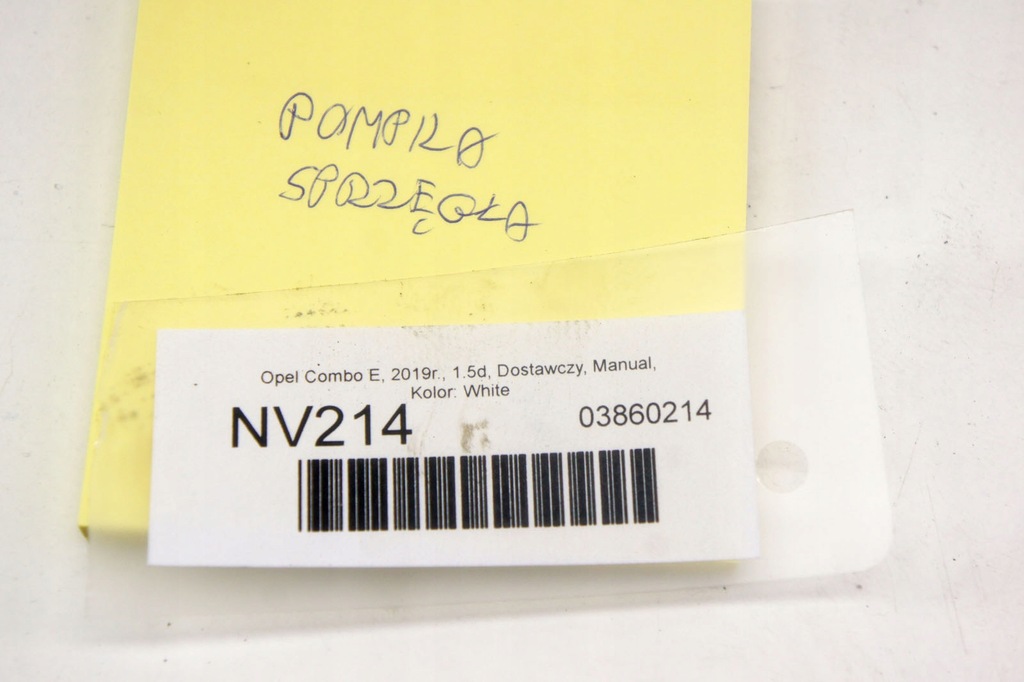 POMPKA
SPRZĘGŁA
Opel Combo E, 2019r., 1.5d, Dostawczy, Manual,
Kolor: White
NV214 03860214